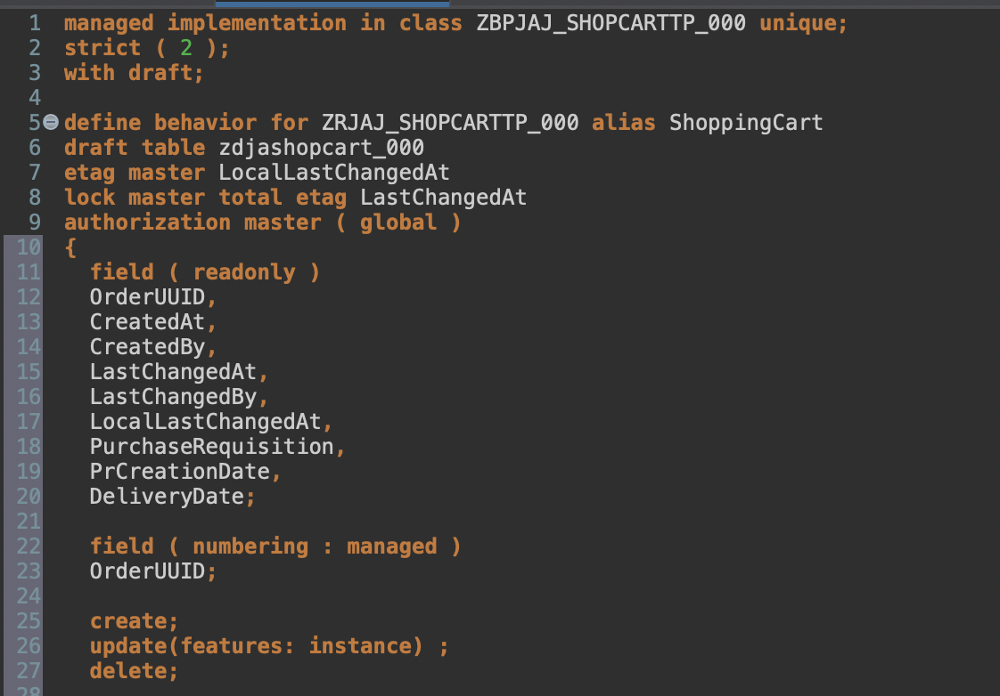 1 managed implementation in class ZBPJAJ_SHOPCARTTP_000 unique;
2 strict ( 2 );
3 with draft;
4
5 define behavior for ZRJAJ_SHOPCARTTP_000 alias ShoppingCart
6 draft table zdjashopcart_000
7 etag master LocalLastChangedAt
8 lock master total etag LastChangedAt
9 authorization master ( global )
10 {
11 field ( readonly )
12 OrderUUID,
13 CreatedAt,
14 CreatedBy,
15 LastChangedAt,
16 LastChangedBy,
17 LocalLastChangedAt,
18 PurchaseRequisition,
19 PrCreationDate,
20 DeliveryDate;
21
22 field ( numbering : managed )
23 OrderUUID;
24
25 create;
26 update(features: instance) ;
27 delete;
28